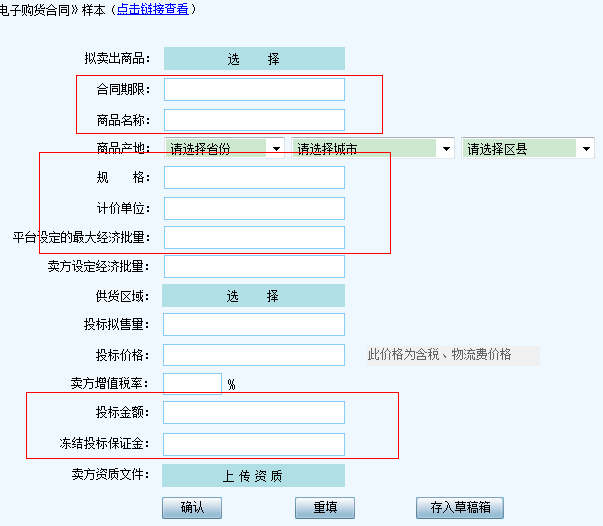 电子购货合同》样本（点击链接查看）
拟卖出商品： 选 择
合同期限：
商品名称：
商品产地： 请选择省份 请选择城市 请选择区县
规 格：
计价单位：
平台设定的最大经济批量：
卖方设定经济批量：
供货区域： 选 择
投标拟售量：
投标价格： 此价格为含税、物流费价格
卖方增值税率： %
投标金额：
冻结投标保证金：
卖方资质文件： 上 传 资 质
确认 重填 存入草稿箱